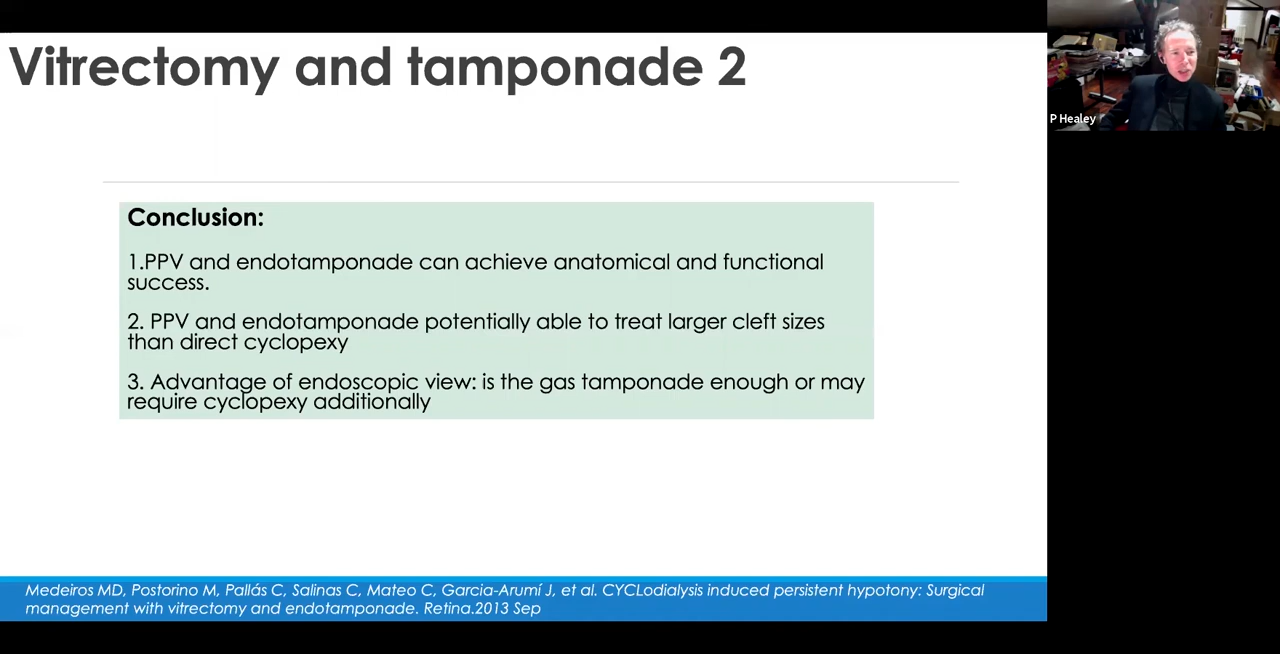 Vitrectomy and tamponade 2
P Healey
Conclusion:
1.PPV and endotamponade can achieve anatomical and functional
success.
2. PPV and endotamponade potentially able to treat larger cleft sizes
than direct cyclopexy
3. Advantage of endoscopic view: is the gas tamponade enough or may
require cyclopexy additionally
Medeiros MD, Postorino M, Pallás C, Salinas C, Mateo C, Garcia-Arumí J, et al. CYCLodialysis induced persistent hypotony: Surgical
management with vitrectomy and endotamponade. Retina.2013 Sep